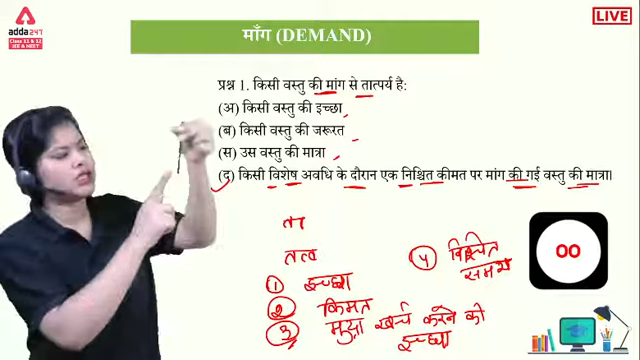 adda247
Class 11 & 12
JEE & NEET
LIVE
माँग (DEMAND)
प्रश्न 1. किसी वस्तु की मांग से तात्पर्य है:
(अ) किसी वस्तु की इच्छा
(ब) किसी वस्तु की जरूरत
(स) उस वस्तु की मात्रा
(द) किसी विशेष अवधि के दौरान एक निश्चित कीमत पर मांग की गई वस्तु की मात्रा।
तत्व
1 इच्छा
2 किमत
3 मुद्रा खर्च करने की
इच्छा
4 निश्चित
समय
00